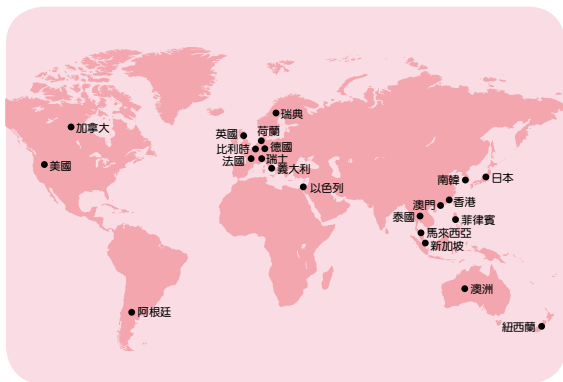 瑞典
加拿大
英國
荷蘭
比利時
德國
法國
瑞士
美國
義大利
以色列
南韓
日本
澳門
香港
泰國
菲律賓
馬來西亞
新加坡
澳洲
阿根廷
紐西蘭